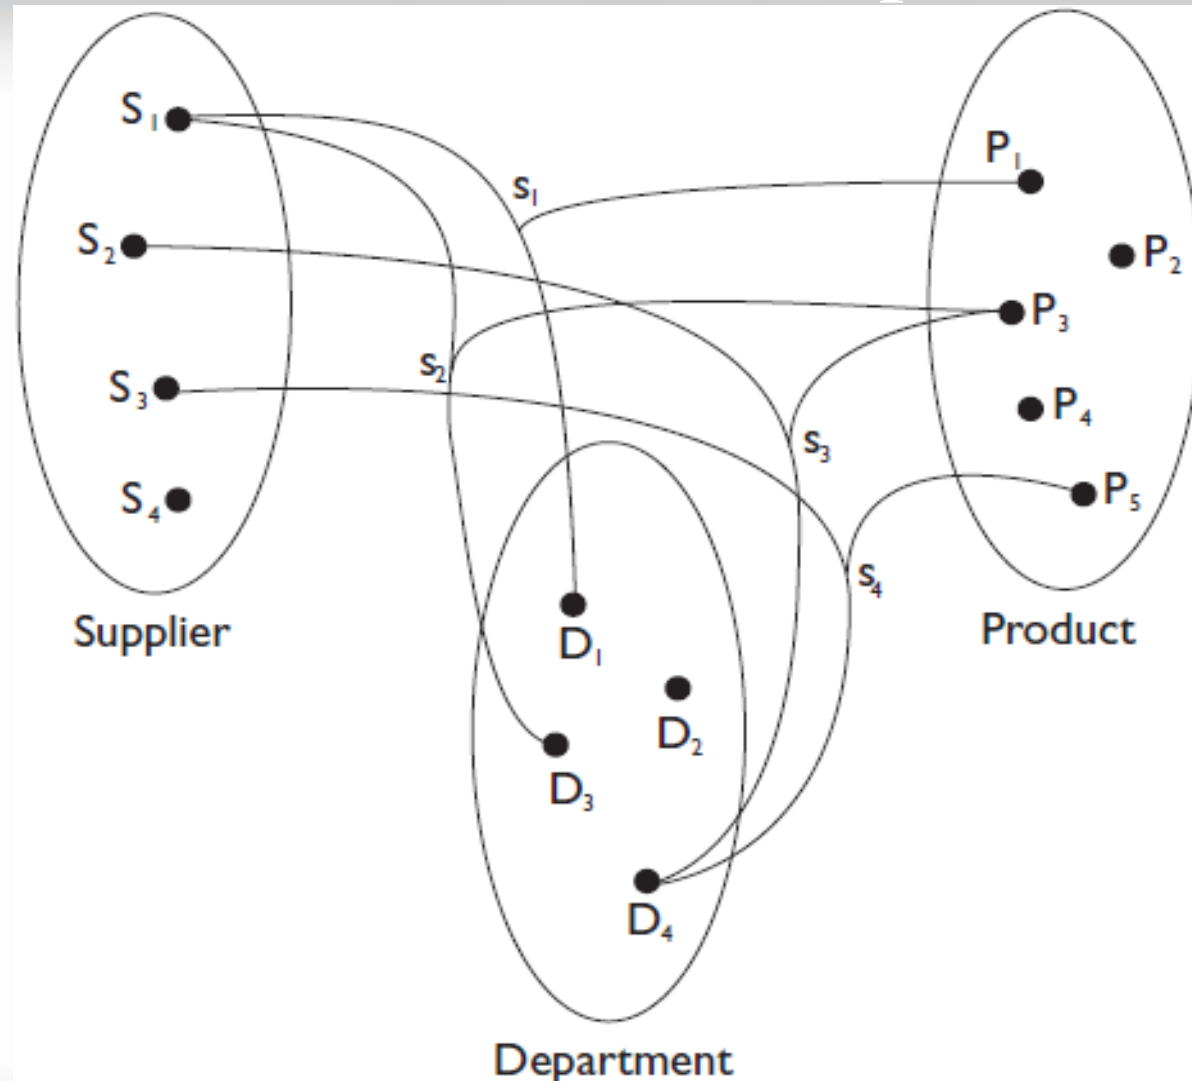 S₁
S₂
S₃
S₄
Supplier
s₁
s₂
s₃
s₄
P₁
P₂
P₃
P₄
P₅
Product
D₁
D₂
D₃
D₄
Department